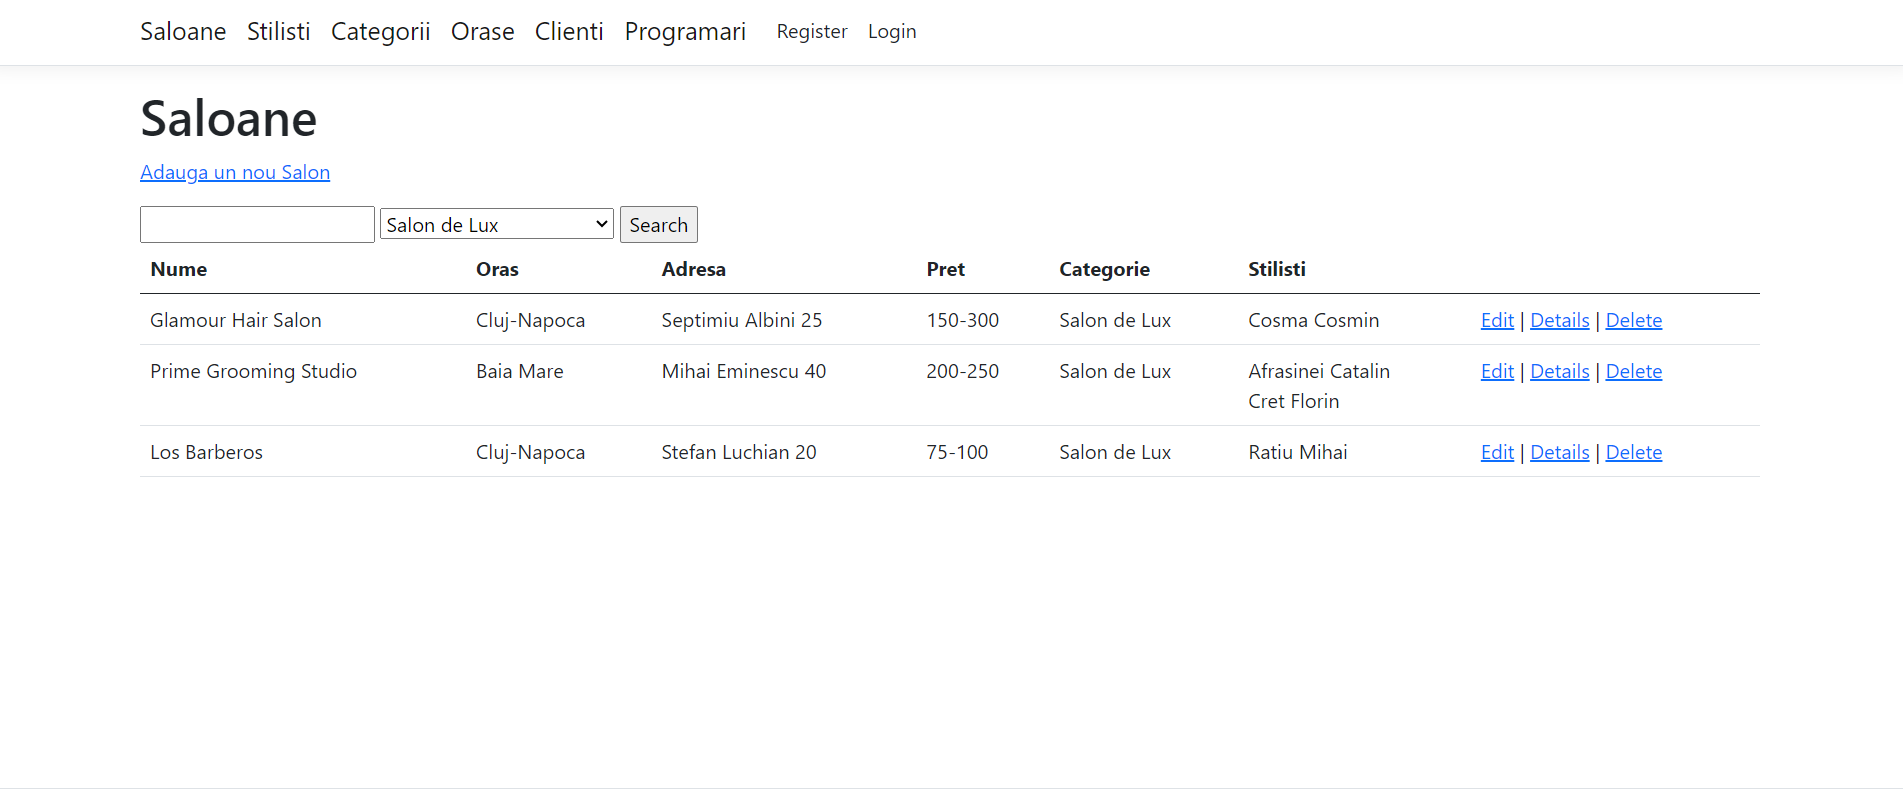 Saloane Stilisti Categorii Orase Clienti Programari Register Login
Saloane
Adauga un nou Salon
Salon de Lux Search
Nume Oras Adresa Pret Categorie Stilisti
Glamour Hair Salon Cluj-Napoca Septimiu Albini 25 150-300 Salon de Lux Cosma Cosmin Edit | Details | Delete
Prime Grooming Studio Baia Mare Mihai Eminescu 40 200-250 Salon de Lux Afrasinei Catalin Edit | Details | Delete
Cret Florin
Los Barberos Cluj-Napoca Stefan Luchian 20 75-100 Salon de Lux Ratiu Mihai Edit | Details | Delete